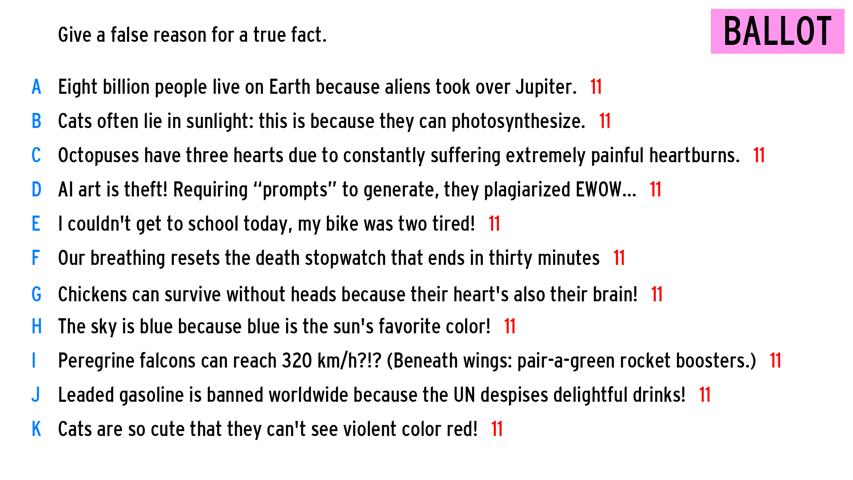 Give a false reason for a true fact.
BALLOT
A Eight billion people live on Earth because aliens took over Jupiter. 11
B Cats often lie in sunlight: this is because they can photosynthesize. 11
C Octopuses have three hearts due to constantly suffering extremely painful heartburns. 11
D AI art is theft! Requiring “prompts” to generate, they plagiarized EWOW... 11
E I couldn't get to school today, my bike was two tired! 11
F Our breathing resets the death stopwatch that ends in thirty minutes 11
G Chickens can survive without heads because their heart's also their brain! 11
H The sky is blue because blue is the sun's favorite color! 11
I Peregrine falcons can reach 320 km/h?!? (Beneath wings: pair-a-green rocket boosters.) 11
J Leaded gasoline is banned worldwide because the UN despises delightful drinks! 11
K Cats are so cute that they can't see violent color red! 11